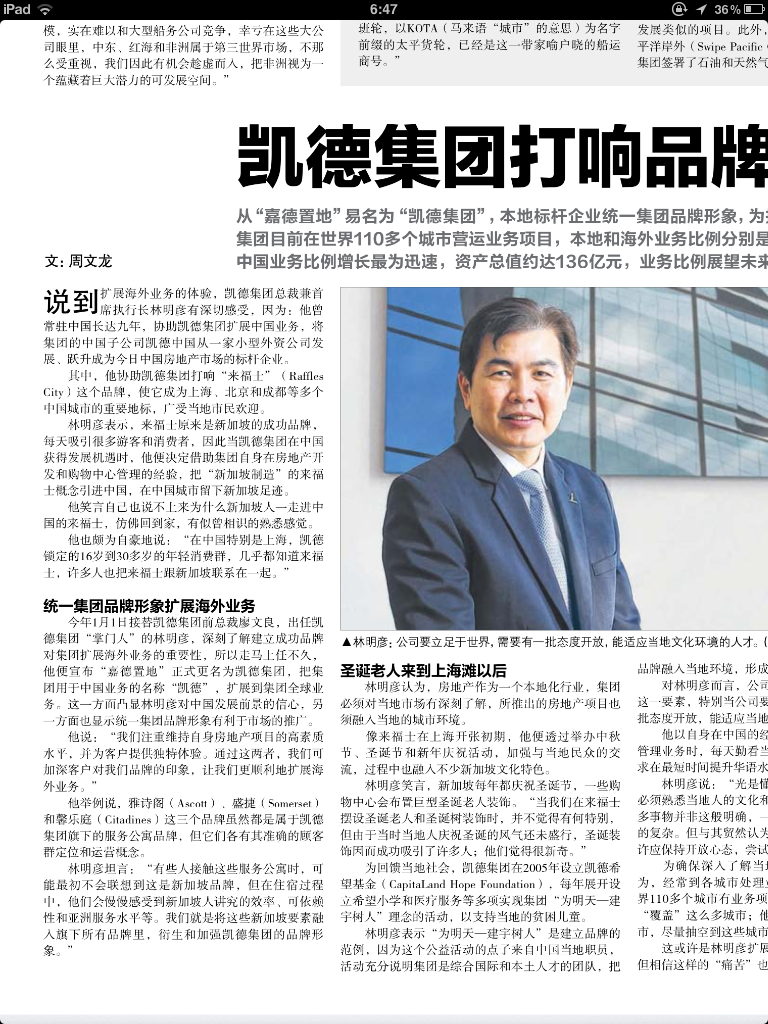 iPad
6:47
36%
模，实在难以和大型船务公司竞争，幸亏在这些大公
司眼里，中东、红海和非洲属于第三世界市场，不那
么受重视，我们因此有机会趁虚而入，把非洲视为一
个蕴藏着巨大潜力的可发展空间。”
班轮，以KOTA（马来语“城市”的意思）为名字
前缀的太平货轮，已经是这一带家喻户晓的船运
商号。”
发展类似的项目。此外，
平洋岸外（Swipe Pacific
集团签署了石油和天然气
凯德集团打响品牌
从“嘉德置地”易名为“凯德集团”，本地标杆企业统一集团品牌形象，为
集团目前在世界110多个城市营运业务项目，本地和海外业务比例分别是
中国业务比例增长最为迅速，资产总值约达136亿元，业务比例展望未来
文：周文龙
说到扩展海外业务的体验，凯德集团总裁兼首
席执行长林明彦有深切感受，因为：他曾
常驻中国长达九年，协助凯德集团扩展中国业务，将
集团的中国子公司凯德中国从一家小型外资公司发
展、跃升成为今日中国房地产市场的标杆企业。
其中，他协助凯德集团打响“来福士”（Raffles
City）这个品牌，使它成为上海、北京和成都等多个
中国城市的重要地标，广受当地市民欢迎。
林明彦表示，来福士原来是新加坡的成功品牌，
每天吸引很多游客和消费者，因此当凯德集团在中国
获得发展机遇时，他便决定借助集团自身在房地产开
发和购物中心管理的经验，把“新加坡制造”的来福
士概念引进中国，在中国城市留下新加坡足迹。
他笑言自己也说不上来为什么新加坡人一走进中
国的来福士，仿佛回到家，有似曾相识的熟悉感觉。
他也颇为自豪地说：“在中国特别是上海，凯德
锁定的16岁到30多岁的年轻消费群，几乎都知道来福
士，许多人也把来福士跟新加坡联系在一起。”
统一集团品牌形象扩展海外业务
今年1月1日接替凯德集团前总裁廖文良，出任凯
德集团“掌门人”的林明彦，深刻了解建立成功品牌
对集团扩展海外业务的重要性，所以走马上任不久，
他便宣布“嘉德置地”正式更名为凯德集团，把集
团用于中国业务的名称“凯德”，扩展到集团全球业
务。这一方面凸显林明彦对中国发展前景的信心，另
一方面也显示统一集团品牌形象有利于市场的推广。
他说：“我们注重维持自身房地产项目的高素质
水平，并为客户提供独特体验。通过这两者，我们可
加深客户对我们品牌的印象，让我们更顺利地扩展海
外业务。”
他举例说，雅诗阁（Ascott）、盛捷（Somerset）
和馨乐庭（Citadines）这三个品牌虽然都是属于凯德
集团旗下的服务公寓品牌，但它们各有其准确的顾客
群定位和运营概念。
林明彦坦言：“有些人接触这些服务公寓时，可
能最初不会联想到这是新加坡品牌，但在住宿过程
中，他们会慢慢感受到新加坡人讲究的效率、可依赖
性和亚洲服务水平等。我们就是将这些新加坡要素融
入旗下所有品牌里，衍生和加强凯德集团的品牌形
象。”
▲林明彦：公司要立足于世界，需要有一批态度开放，能适应当地文化环境的人才。（
圣诞老人来到上海滩以后
林明彦认为，房地产作为一个本地化行业，集团
必须对当地市场有深刻了解，所推出的房地产项目也
须融入当地的城市环境。
像来福士在上海开张初期，他便透过举办中秋
节、圣诞节和新年庆祝活动，加强与当地民众的交
流，过程中也融入不少新加坡文化特色。
林明彦笑言，新加坡每年都庆祝圣诞节，一些购
物中心会布置巨型圣诞老人装饰。“当我们在来福士
摆设圣诞老人和圣诞树装饰时，并不觉得有何特别，
但由于当时当地人庆祝圣诞的风气还未盛行，圣诞装
饰因而成功吸引了许多人；他们觉得很新奇。”
为回馈当地社会，凯德集团在2005年设立凯德希
望基金（CapitaLand Hope Foundation），每年展开设
立希望小学和医疗服务等多项实现集团“为明天一建
宇树人”理念的活动，以支持当地的贫困儿童。
林明彦表示“为明天一建宇树人”是建立品牌的
范例，因为这个公益活动的点子来自中国当地职员，
活动充分说明集团是综合国际和本土人才的团队，把
品牌融入当地环境，形成
对林明彦而言，公司
这一要素，特别当公司要
批态度开放，能适应当地
他以自身在中国的经
管理业务时，每天勤看当
求在最短时间提升华语水
林明彦说：“光是懂
必须熟悉当地人的文化和
多事物并非这般明确，一
的复杂。但与其贸然认为
许应保持开放心态，尝试
为确保深入了解当地
为，经常到各城市处理业
界110多个城市有业务项
“覆盖”这么多城市；他
市，尽量抽空到这些城市
这或许是林明彦扩展
但相信这样的“痛苦”也